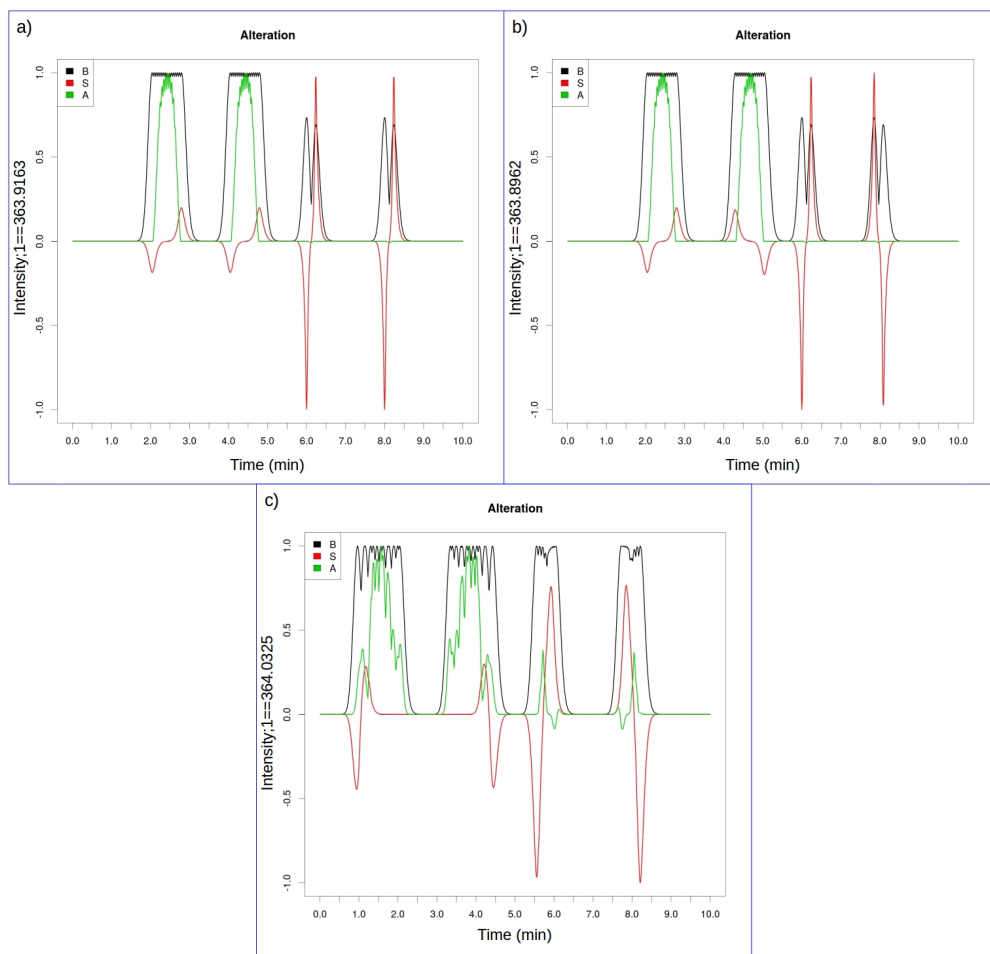 a)
Alteration
B
S
A
Intensity;1==363.9163
1.0
0.5
0.0
-0.5
-1.0
0.0 1.0 2.0 3.0 4.0 5.0 6.0 7.0 8.0 9.0 10.0
Time (min)
b)
Alteration
B
S
A
Intensity;1==363.8962
1.0
0.5
0.0
-0.5
-1.0
0.0 1.0 2.0 3.0 4.0 5.0 6.0 7.0 8.0 9.0 10.0
Time (min)
c)
Alteration
B
S
A
Intensity;1==364.0325
1.0
0.5
0.0
-0.5
-1.0
0.0 1.0 2.0 3.0 4.0 5.0 6.0 7.0 8.0 9.0 10.0
Time (min)